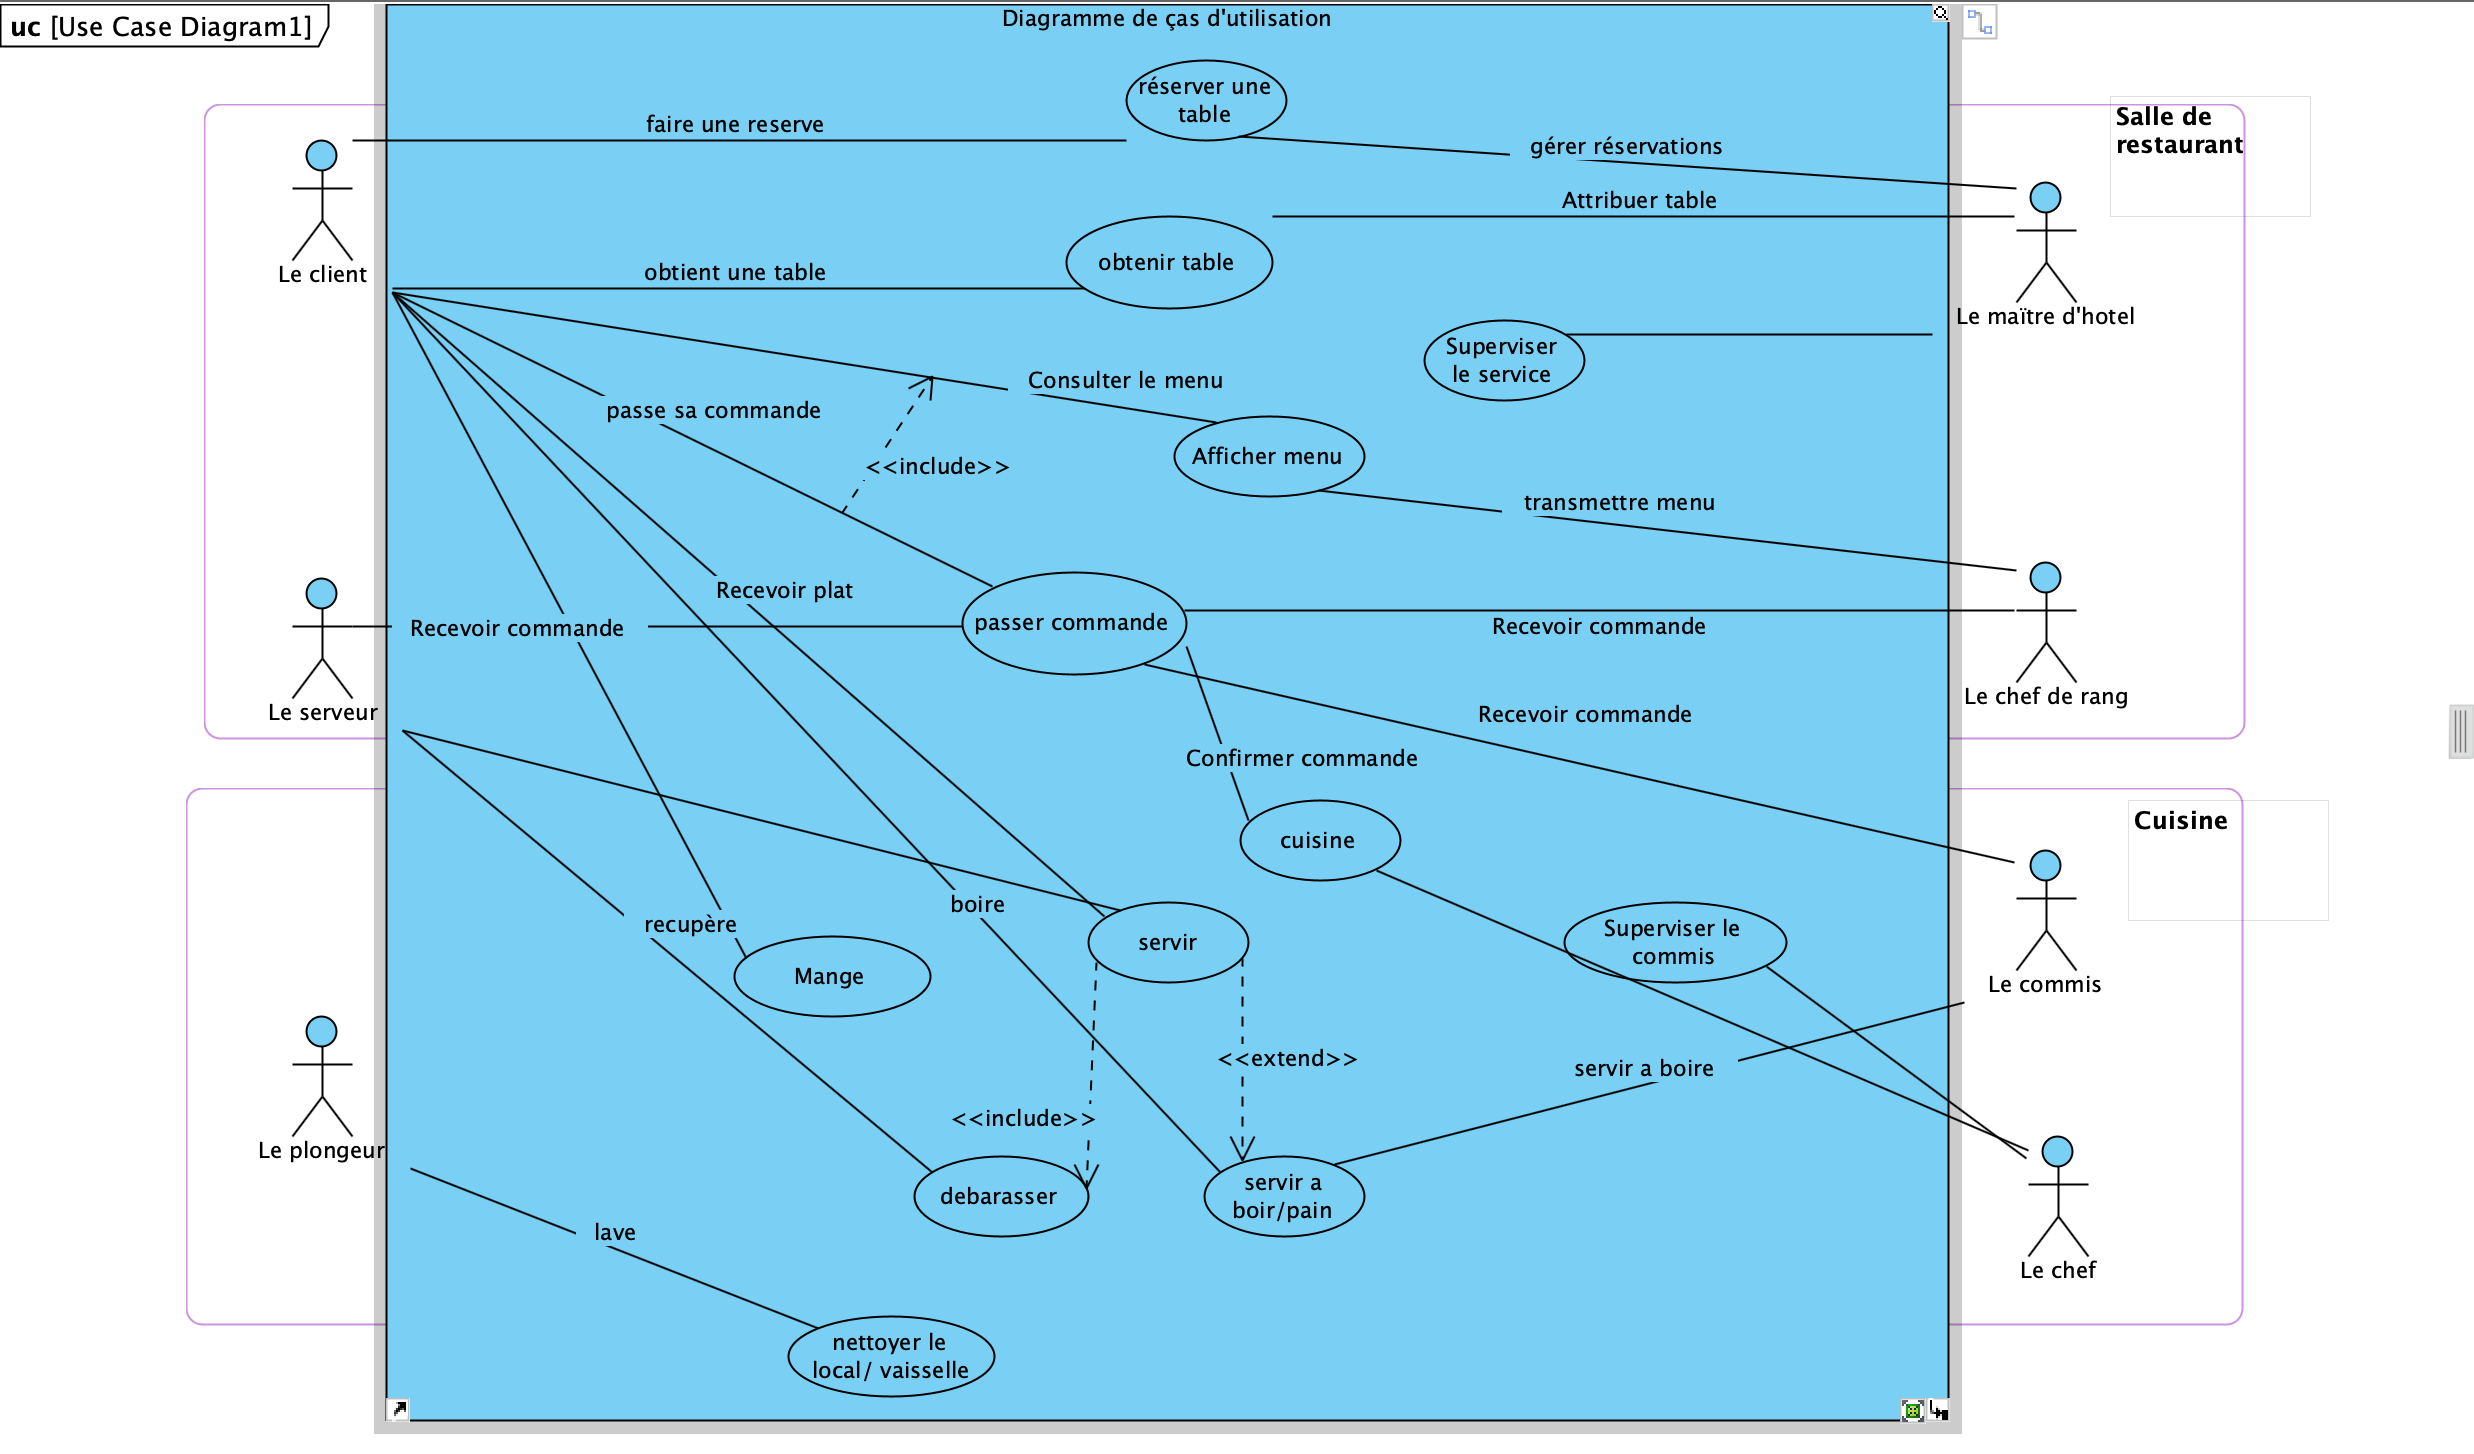 uc [Use Case Diagram1]
Diagramme de ças d'utilisation
réserver une
table
faire une reserve
gérer réservations
Salle de
restaurant
Attribuer table
Le client
obtient une table
obtenir table
Le maïtre d'hotel
Superviser
le service
Consulter le menu
passe sa commande
<<include>>
Afficher menu
transmettre menu
Recevoir plat
Recevoir commande
passer commande
Recevoir commande
Le serveur
Le chef de rang
Recevoir commande
Confirmer commande
cuisine
Cuisine
boire
recupère
servir
Superviser le
commis
Mange
Le commis
<<extend>>
servir a boire
<<include>>
Le plongeur
debarasser
servir a
boir/pain
lave
Le chef
nettoyer le
local/ vaisselle